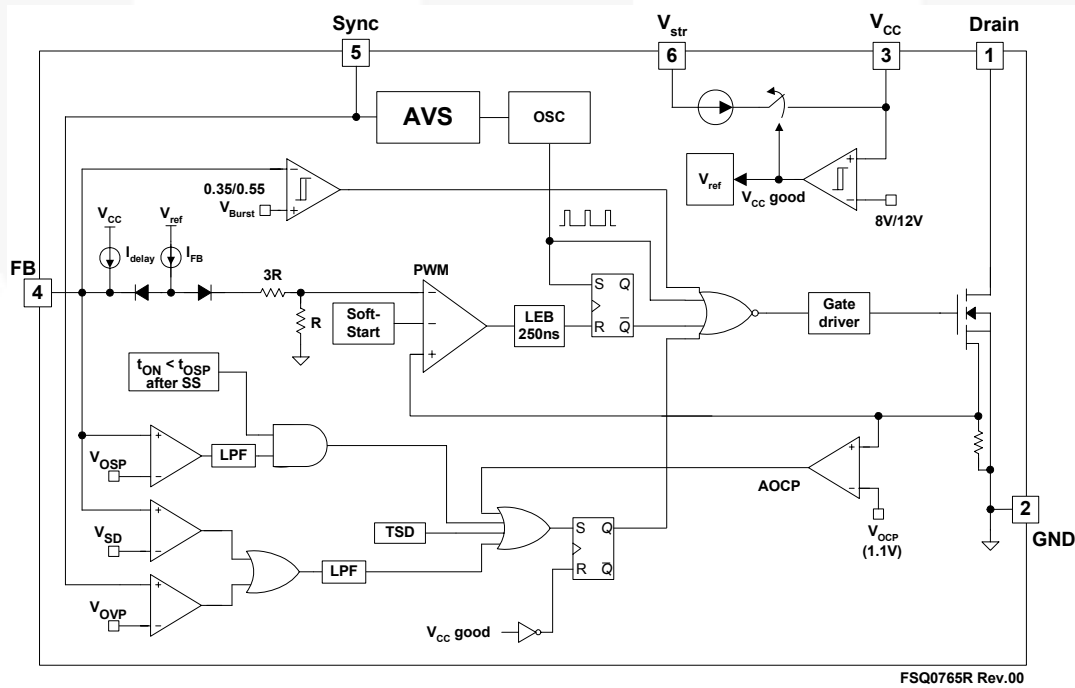 Sync
5
V_str
6
V_CC
3
Drain
1
AVS
OSC
0.35/0.55
V_Burst
V_ref
V_CC good
8V/12V
V_CC
V_ref
I_delay
I_FB
FB
4
3R
R
PWM
Soft-
Start
LEB
250ns
S Q
R Q̅
Gate
driver
t_ON < t_OSP
after SS
V_OSP
LPF
AOCP
V_OCP
(1.1V)
2
GND
V_SD
TSD
S Q
R Q̅
LPF
V_OVP
V_CC good
FSQ0765R Rev.00
+
−